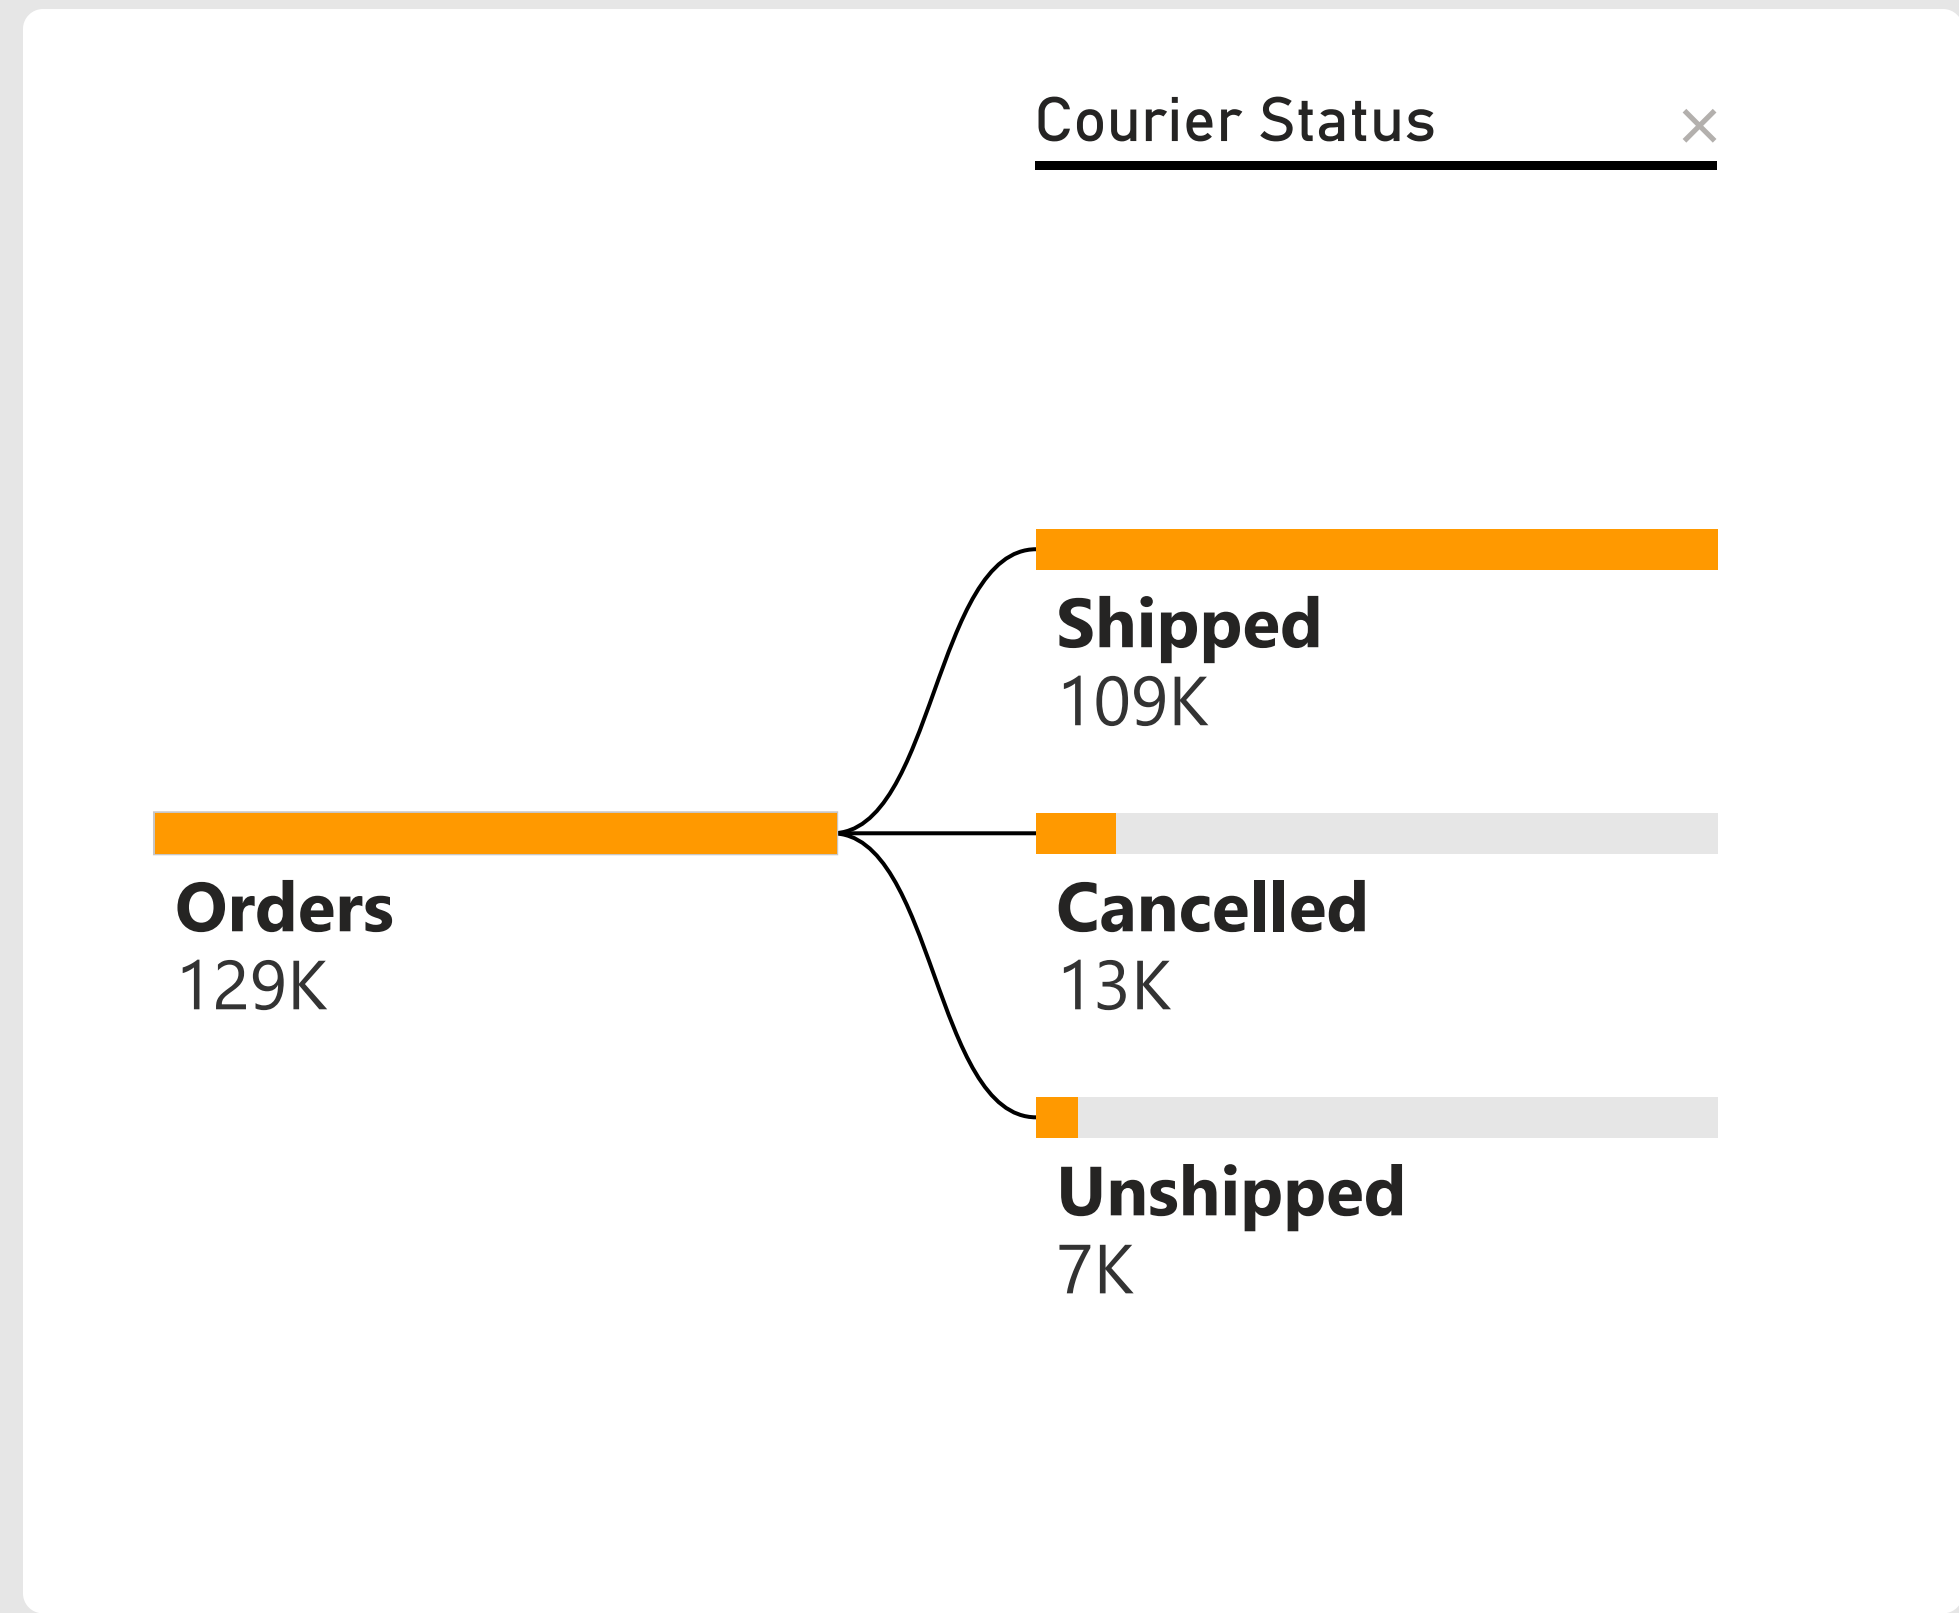 Courier Status
Shipped
109K
Orders
129K
Cancelled
13K
Unshipped
7K